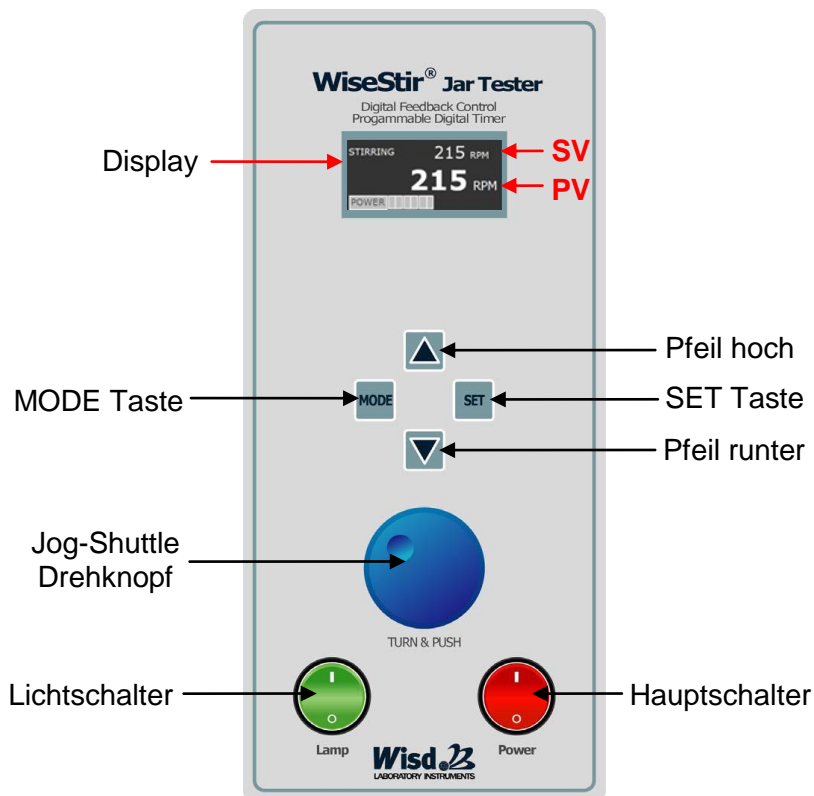 WiseStir® Jar Tester
Digital Feedback Control
Progammable Digital Timer
Display
STIRRING 215 RPM
SV
215 RPM
PV
POWER
Pfeil hoch
MODE Taste
MODE
SET
SET Taste
Pfeil runter
Jog-Shuttle
Drehknopf
TURN & PUSH
Lichtschalter
Hauptschalter
Lamp
Power
Wisd
LABORATORY INSTRUMENTS